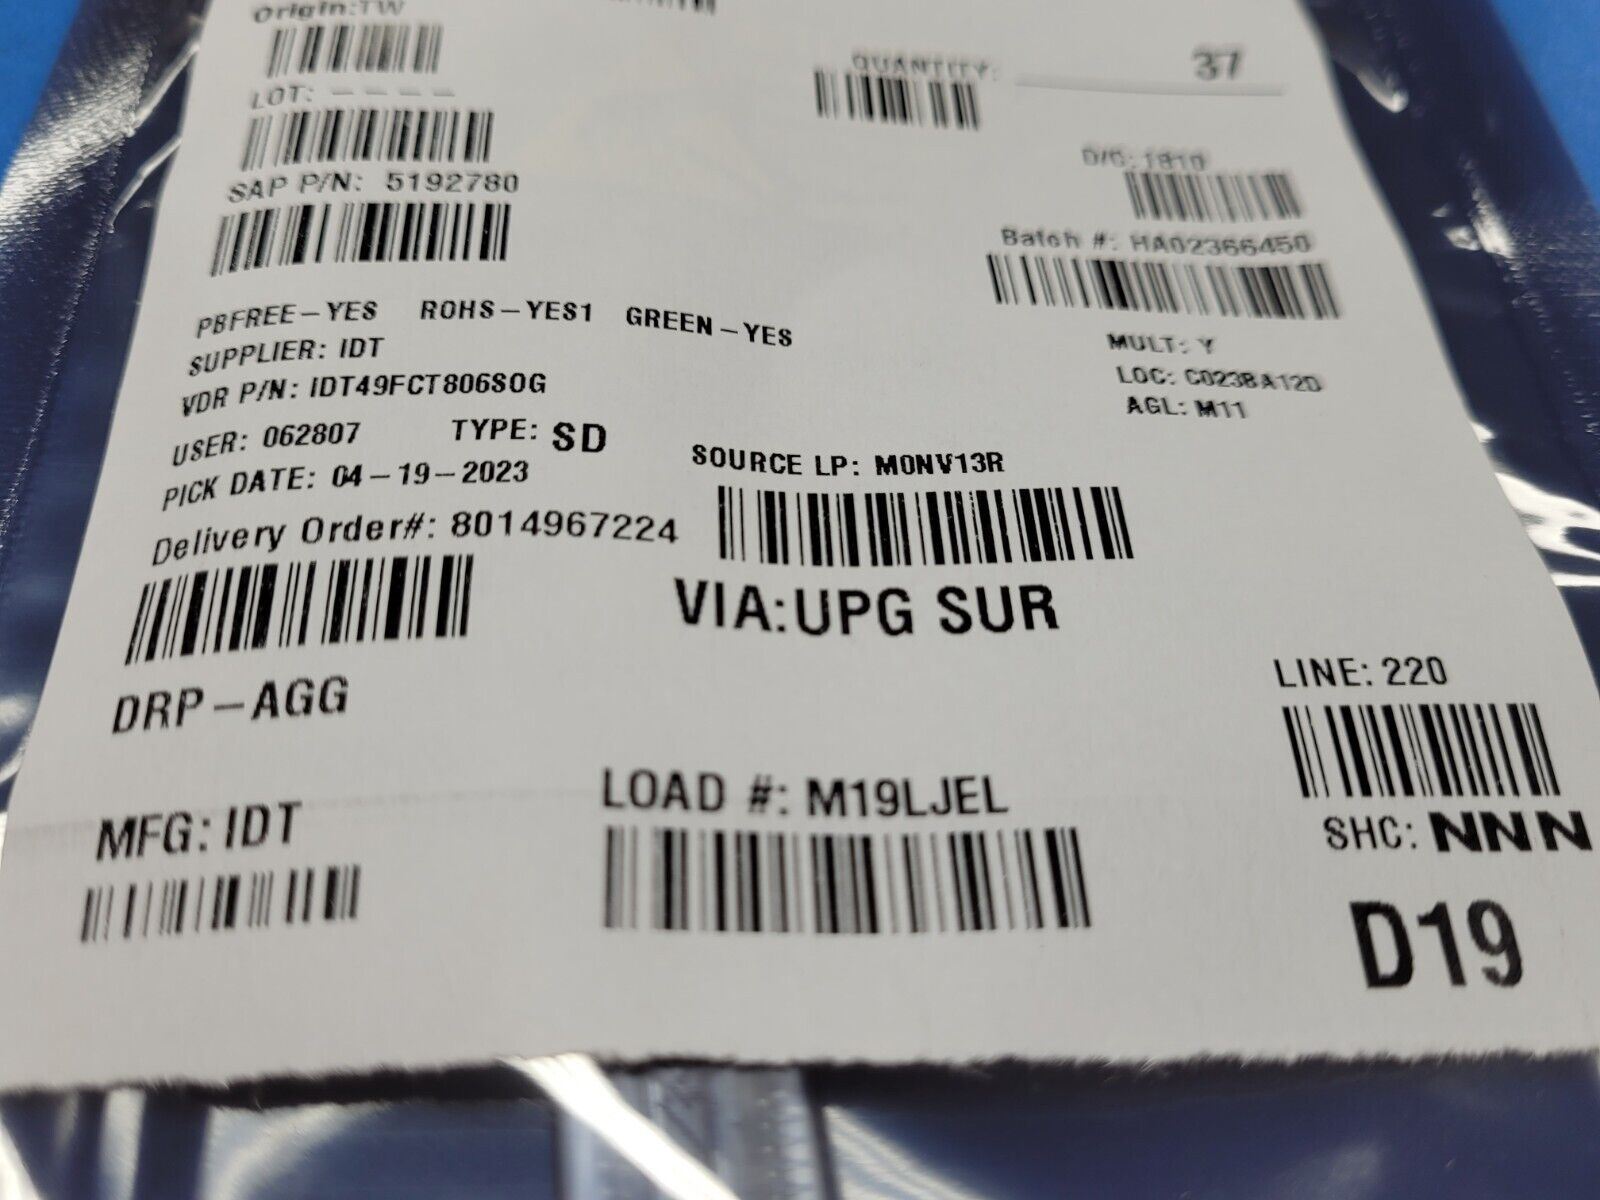 Origin:TW
QUANTITY: 37
LOT: ----
D/C: 1810
SAP P/N: 5192780
Batch #: HA02366450
PBFREE-YES ROHS-YES1 GREEN-YES
MULT: Y
SUPPLIER: IDT
LOC: C023BA12D
VDR P/N: IDT49FCT806SOG
AGL: M11
USER: 062807 TYPE: SD
SOURCE LP: M0NV13R
PICK DATE: 04-19-2023
Delivery Order#: 8014967224
VIA:UPG SUR
LINE: 220
DRP-AGG
LOAD #: M19LJEL
MFG: IDT
SHC: NNN
D19